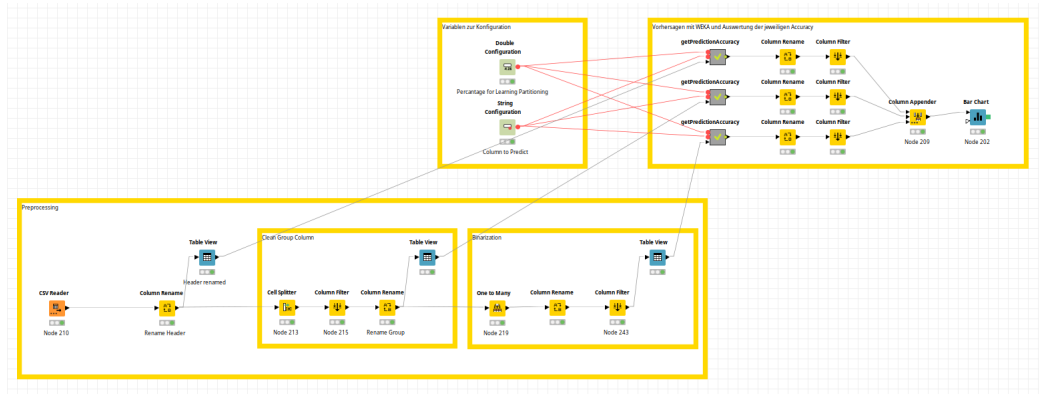 Variablen zur Konfiguration
Double
Configuration
Percantage for Learning Partitioning
String
Configuration
Column to Predict
Vorhersagen mit WEKA und Auswertung der jeweiligen Accuracy
getPredictionAccuracy
Column Rename
Column Filter
getPredictionAccuracy
Column Rename
Column Filter
getPredictionAccuracy
Column Rename
Column Filter
Column Appender
Node 209
Bar Chart
Node 202
Preprocessing
CSV Reader
Node 210
Column Rename
Rename Header
Table View
Header renamed
Clean Group Column
Cell Splitter
Node 213
Column Filter
Node 215
Column Rename
Rename Group
Table View
Binarization
One to Many
Node 219
Column Rename
Column Filter
Node 243
Table View